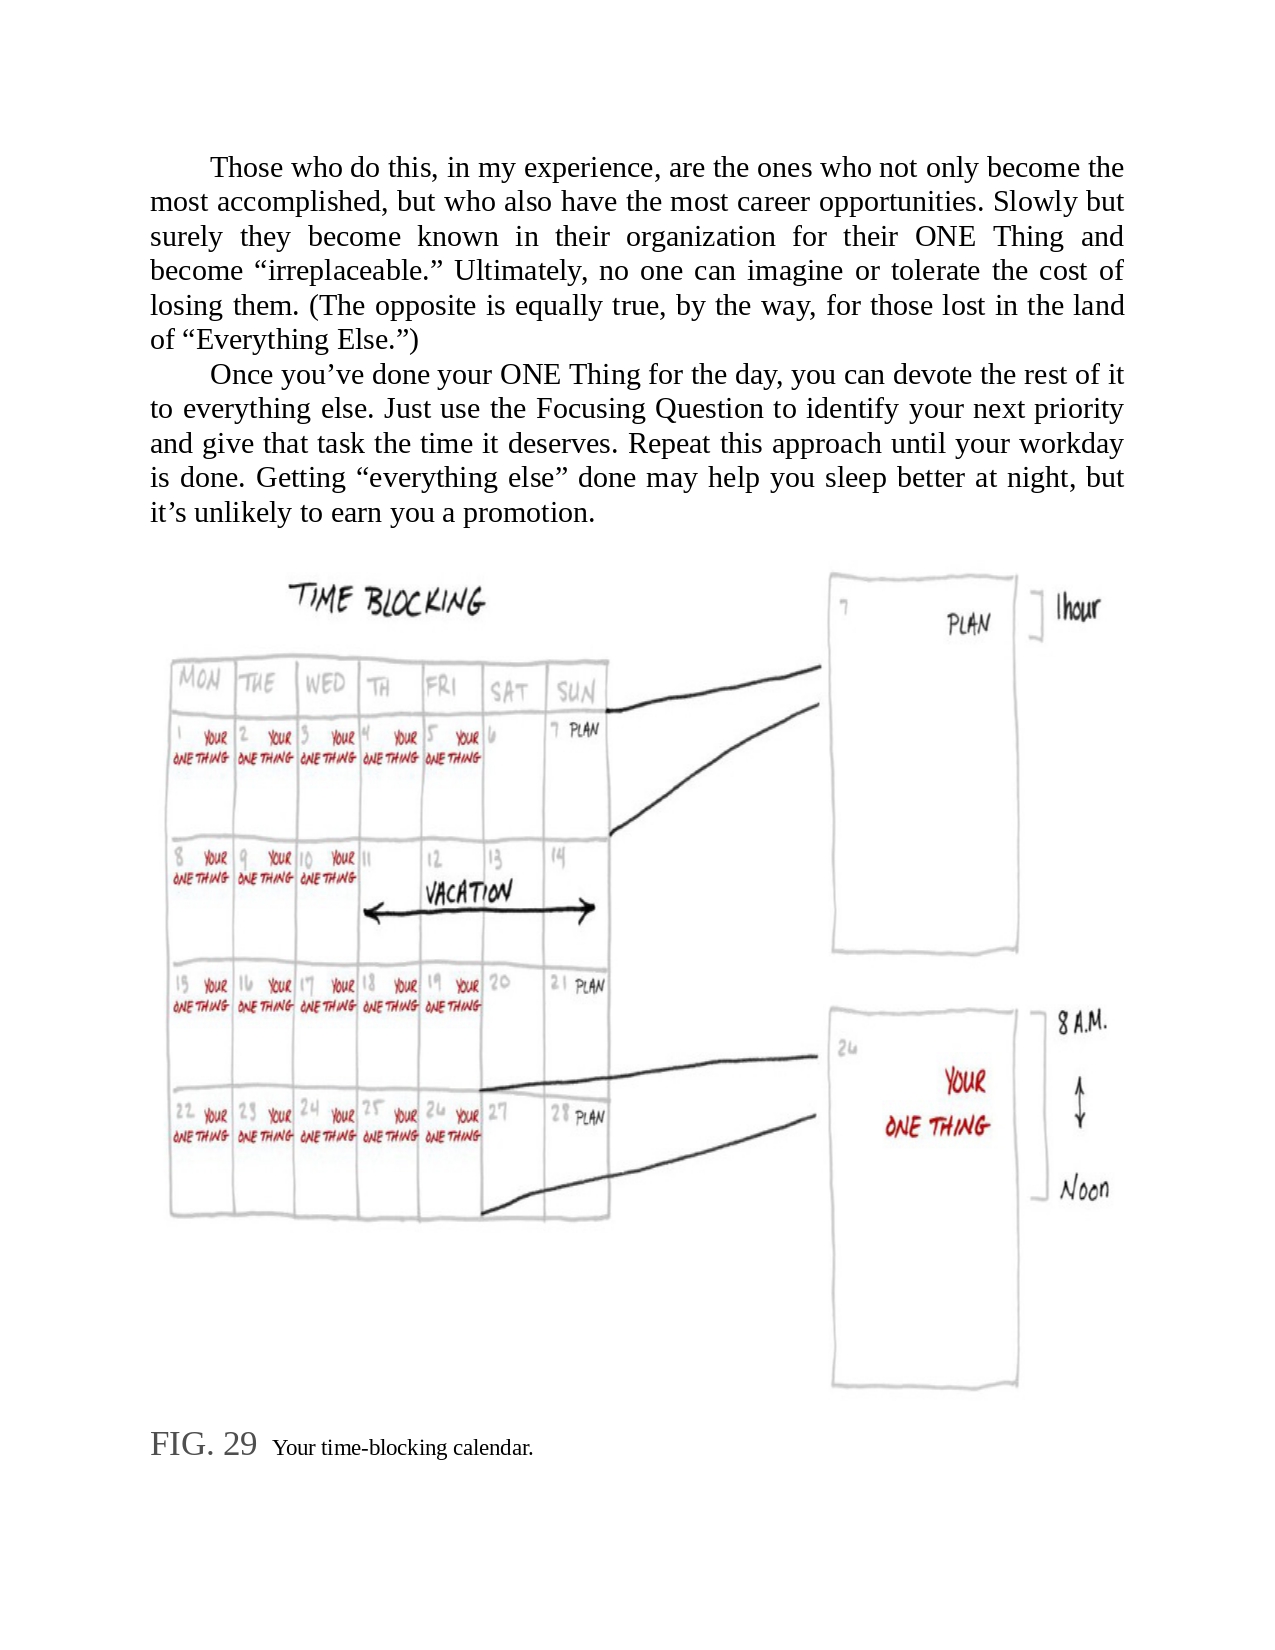 Those who do this, in my experience, are the ones who not only become the
most accomplished, but who also have the most career opportunities. Slowly but
surely they become known in their organization for their ONE Thing and
become “irreplaceable.” Ultimately, no one can imagine or tolerate the cost of
losing them. (The opposite is equally true, by the way, for those lost in the land
of “Everything Else.”)
Once you’ve done your ONE Thing for the day, you can devote the rest of it
to everything else. Just use the Focusing Question to identify your next priority
and give that task the time it deserves. Repeat this approach until your workday
is done. Getting “everything else” done may help you sleep better at night, but
it’s unlikely to earn you a promotion.
TIME BLOCKING
MON TUE WED TH FRI SAT SUN
1 YOUR 2 YOUR 3 YOUR 4 YOUR 5 YOUR 6 7 PLAN
ONE THING ONE THING ONE THING ONE THING ONE THING
8 YOUR 9 YOUR 10 YOUR 11 12 13 14
ONE THING ONE THING ONE THING
VACATION
15 YOUR 16 YOUR 17 YOUR 18 YOUR 19 YOUR 20 21 PLAN
ONE THING ONE THING ONE THING ONE THING ONE THING
22 YOUR 23 YOUR 24 YOUR 25 YOUR 26 YOUR 27 28 PLAN
ONE THING ONE THING ONE THING ONE THING ONE THING
7
PLAN
1 hour
26
YOUR
ONE THING
8 A.M.
Noon
FIG. 29 Your time-blocking calendar.